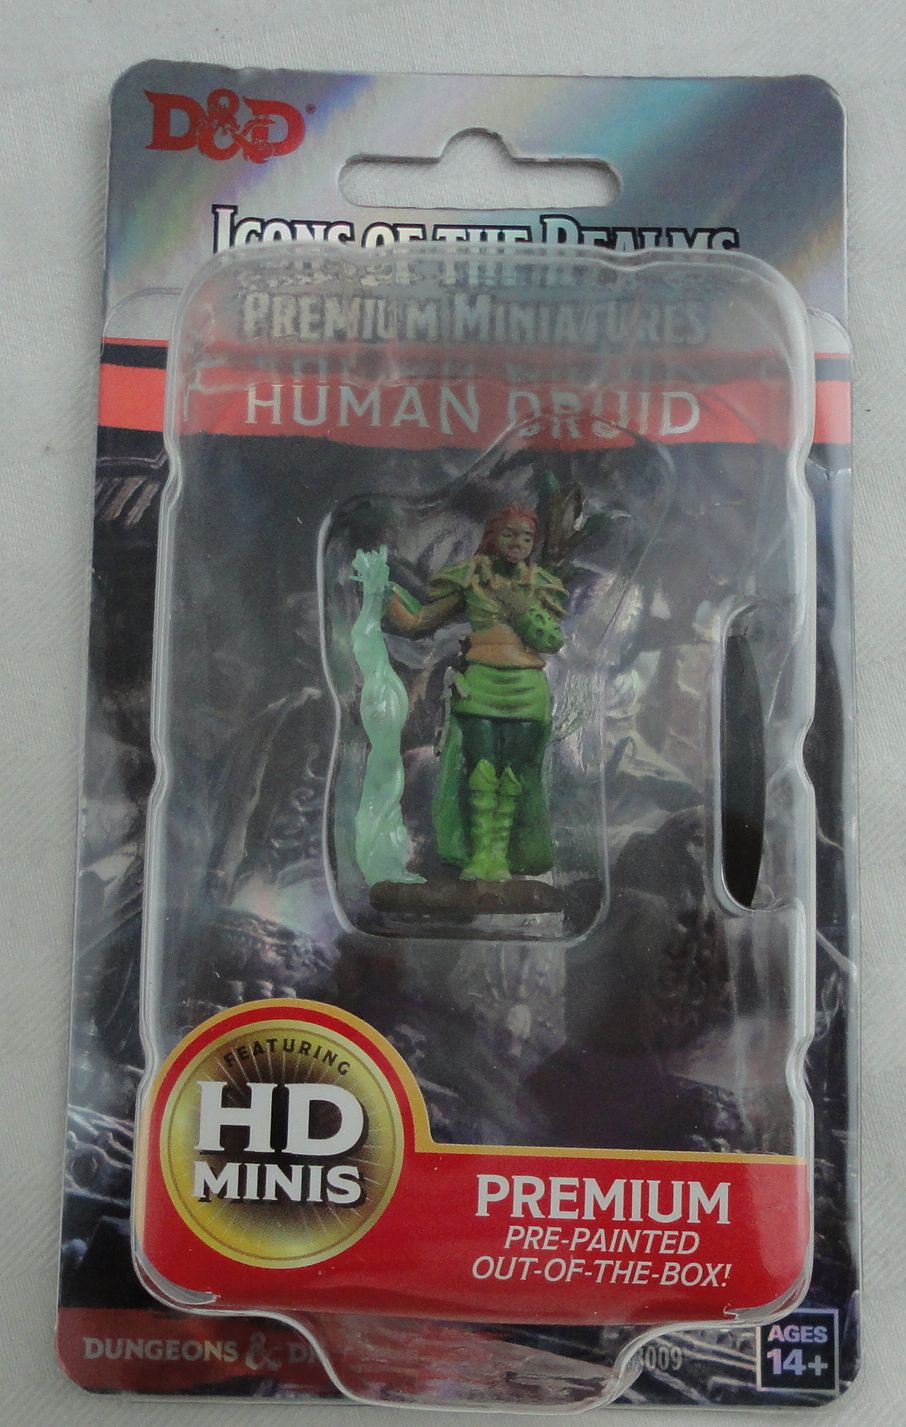 D&D®
ICONS OF THE REALMS
PREMIUM MINIATURES
HUMAN DRUID
FEATURING
HD
MINIS
PREMIUM
PRE-PAINTED
OUT-OF-THE-BOX!
DUNGEONS &
AGES
14+